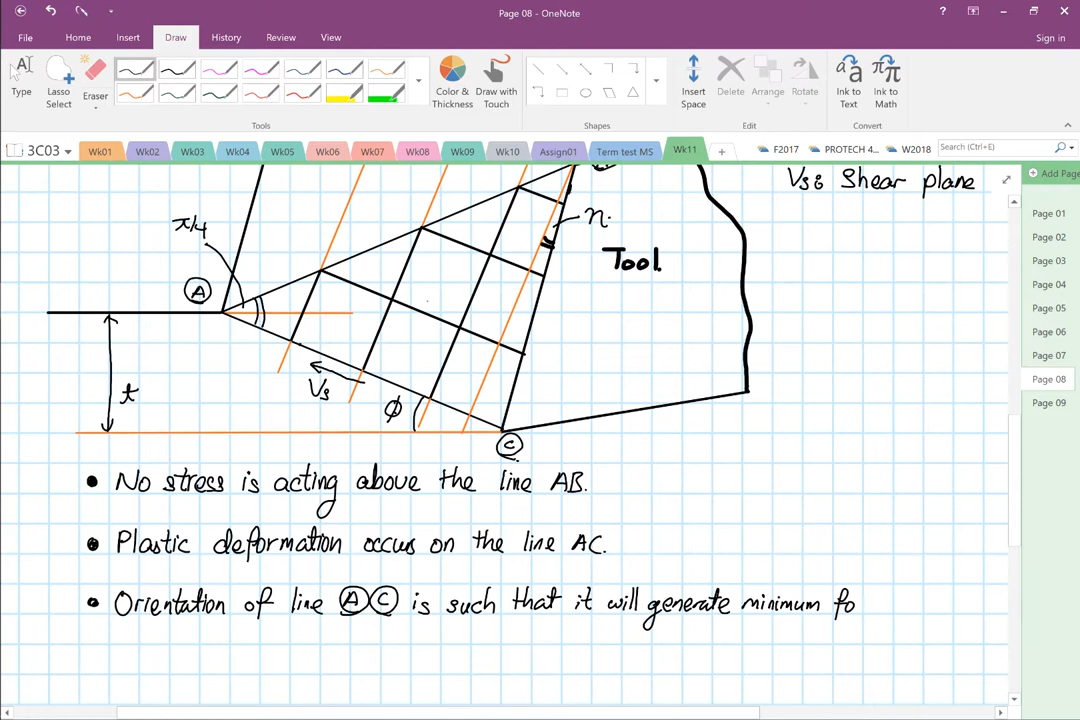 Page 08 - OneNote
File Home Insert Draw History Review View Sign in
Type Lasso Select Eraser Color & Thickness Draw with Touch Insert Space Delete Arrange Rotate Ink to Text Ink to Math
Tools Shapes Edit Convert
3C03 Wk01 Wk02 Wk03 Wk04 Wk05 Wk06 Wk07 Wk08 Wk09 Wk10 Assign01 Term test MS Wk11 F2017 PROTECH 4... W2018 Search (Ctrl+E)
Add Page
Vs: Shear plane
Page 01
Page 02
Page 03
Page 04
Page 05
Page 06
Page 07
Page 08
Page 09
π/4
η.
Tool.
A
t
Vs
φ
C
• No stress is acting above the line AB.
• Plastic deformation occurs on the line AC.
• Orientation of line A C is such that it will generate minimum fo